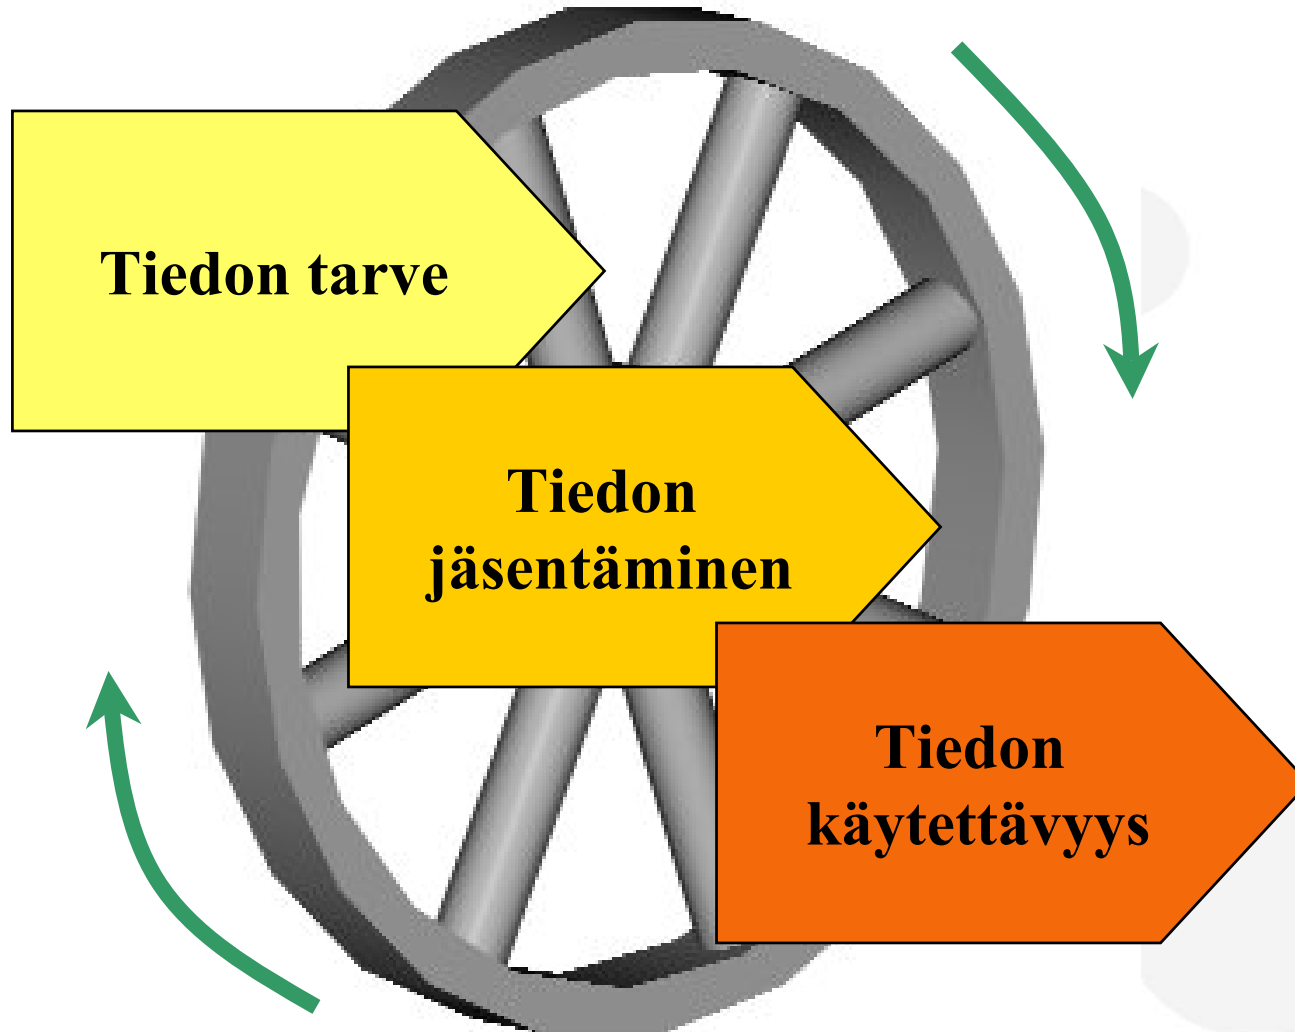 Tiedon tarve
Tiedon
jäsentäminen
Tiedon
käytettävyys